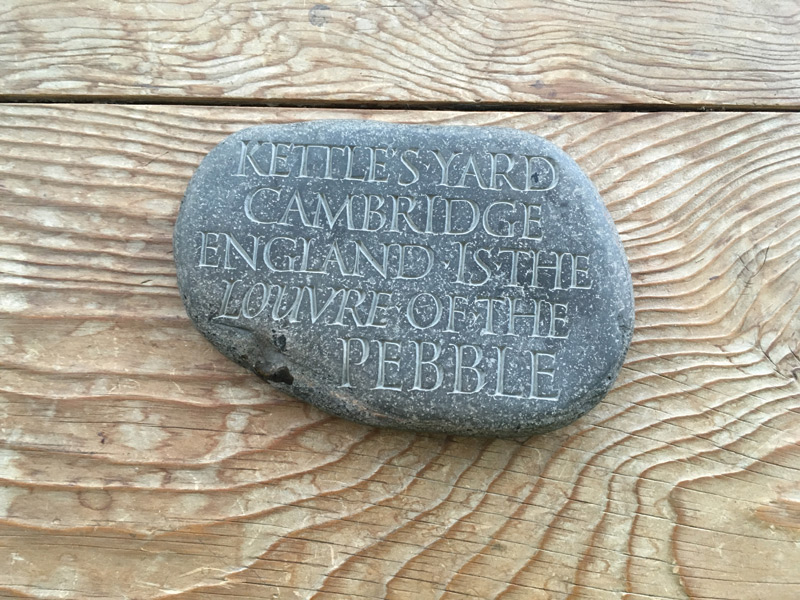 KETTLE'S YARD
CAMBRIDGE
ENGLAND IS THE
LOUVRE OF THE
PEBBLE